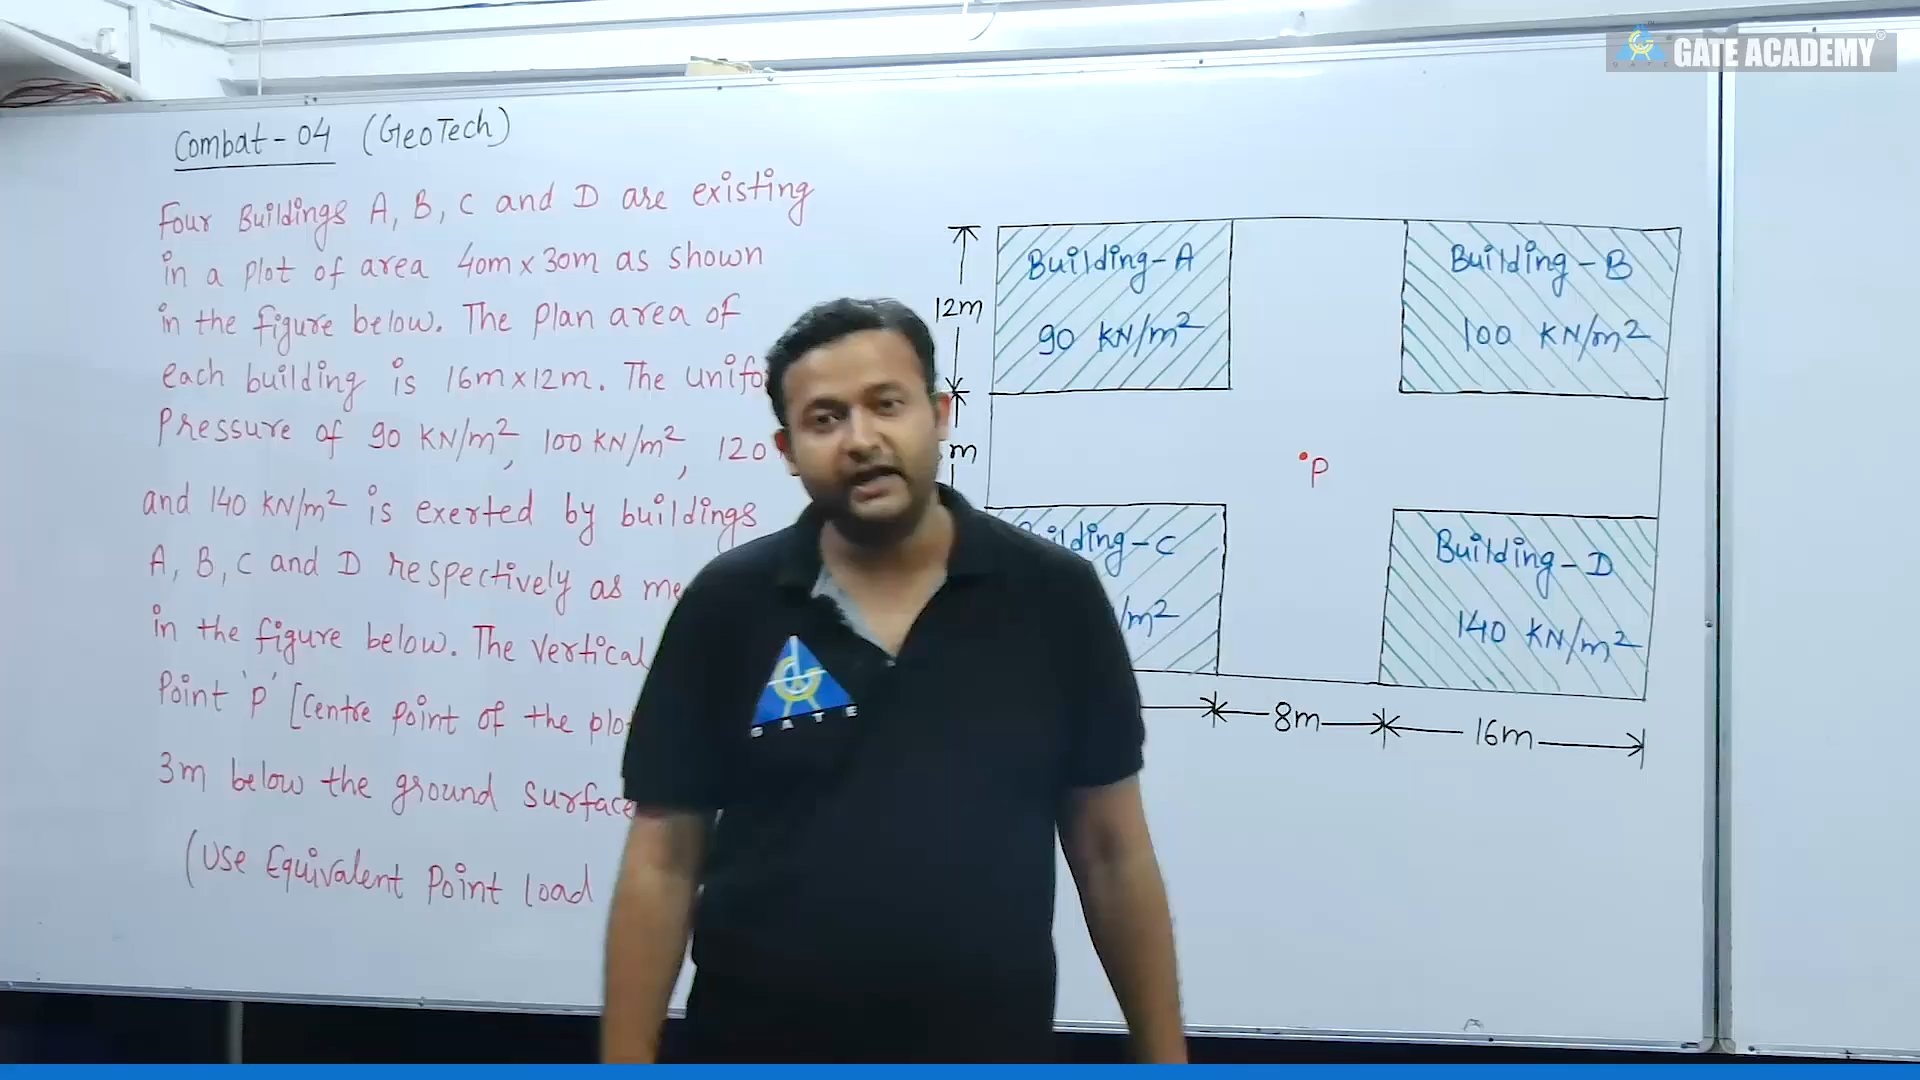 GATE ACADEMY
Combat-04 (GeoTech)
Four Buildings A, B, C and D are existing
in a plot of area 40m x 30m as shown
in the figure below. The plan area of
each building is 16m x 12m. The
Pressure of 90 KN/m², 100 KN/m², 120
and 140 KN/m² is exerted by buildings
A, B, C and D respectively as
in the figure below. The Vertical
Point 'P' [Centre point of the
3m below the ground surface
(Use Equivalent Point load
12m
Building-A
90 KN/m²
Building-B
100 KN/m²
m
P
Building-D
140 KN/m²
8m
16m
GATE